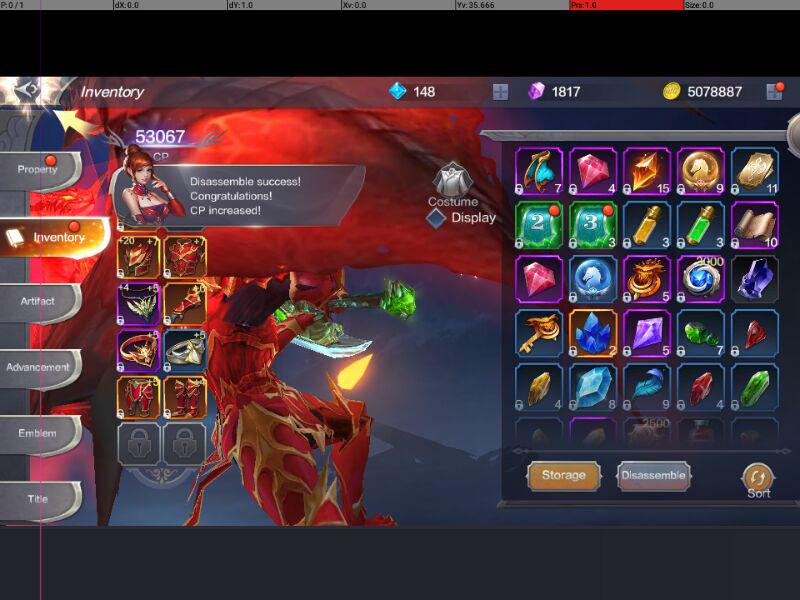 P: 0 / 1
dX: 0.0
dY: 1.0
Xv: 0.0
Yv: 35.666
Prs: 1.0
Size: 0.0
Inventory
148
1817
5078887
53067
CP
Property
Disassemble success!
Congratulations!
CP increased!
Costume
Display
7
4
15
9
11
Inventory
2
3
3
3
3
10
+20
5
3000
Artifact
2
5
7
Advancement
4
8
9
4
5
Emblem
2500
Storage
Disassemble
Sort
Title